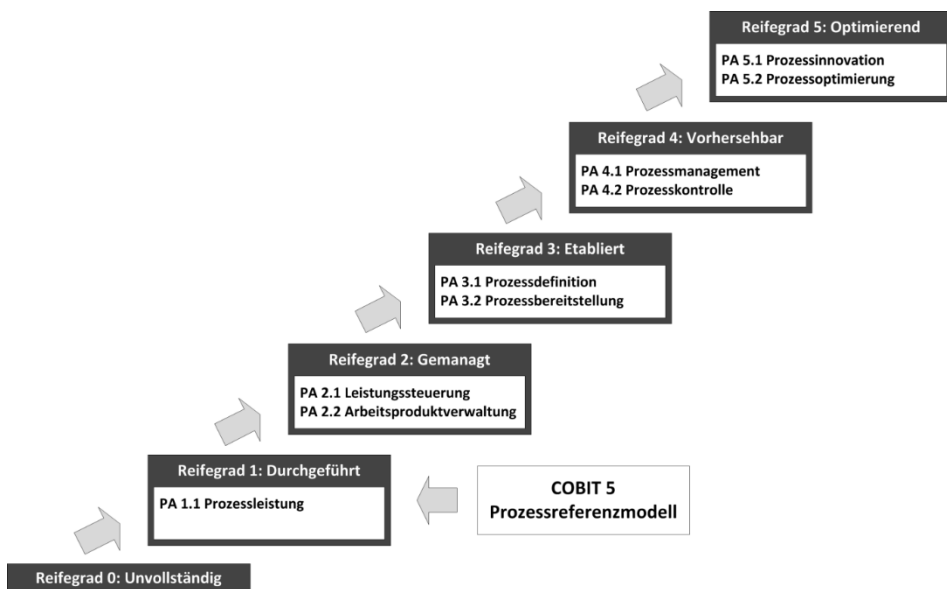 Reifegrad 5: Optimierend
PA 5.1 Prozessinnovation
PA 5.2 Prozessoptimierung
Reifegrad 4: Vorhersehbar
PA 4.1 Prozessmanagement
PA 4.2 Prozesskontrolle
Reifegrad 3: Etabliert
PA 3.1 Prozessdefinition
PA 3.2 Prozessbereitstellung
Reifegrad 2: Gemanagt
PA 2.1 Leistungssteuerung
PA 2.2 Arbeitsproduktverwaltung
Reifegrad 1: Durchgeführt
PA 1.1 Prozessleistung
COBIT 5
Prozessreferenzmodell
Reifegrad 0: Unvollständig